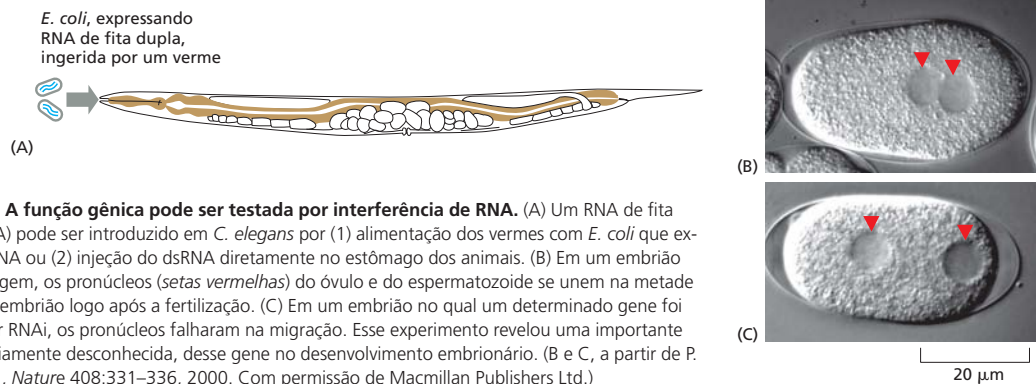 E. coli, expressando
RNA de fita dupla,
ingerida por um verme
(A)
(B)
(C)
20 μm
A função gênica pode ser testada por interferência de RNA. (A) Um RNA de fita
A) pode ser introduzido em C. elegans por (1) alimentação dos vermes com E. coli que ex-
NA ou (2) injeção do dsRNA diretamente no estômago dos animais. (B) Em um embrião
gem, os pronúcleos (setas vermelhas) do óvulo e do espermatozoide se unem na metade
embrião logo após a fertilização. (C) Em um embrião no qual um determinado gene foi
r RNAi, os pronúcleos falharam na migração. Esse experimento revelou uma importante
iamente desconhecida, desse gene no desenvolvimento embrionário. (B e C, a partir de P.
., Nature 408:331–336, 2000. Com permissão de Macmillan Publishers Ltd.)